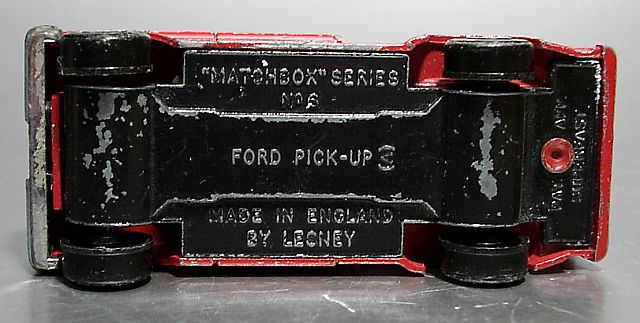 "MATCHBOX" SERIES
Nº 6
FORD PICK-UP 3
MADE IN ENGLAND
BY LESNEY